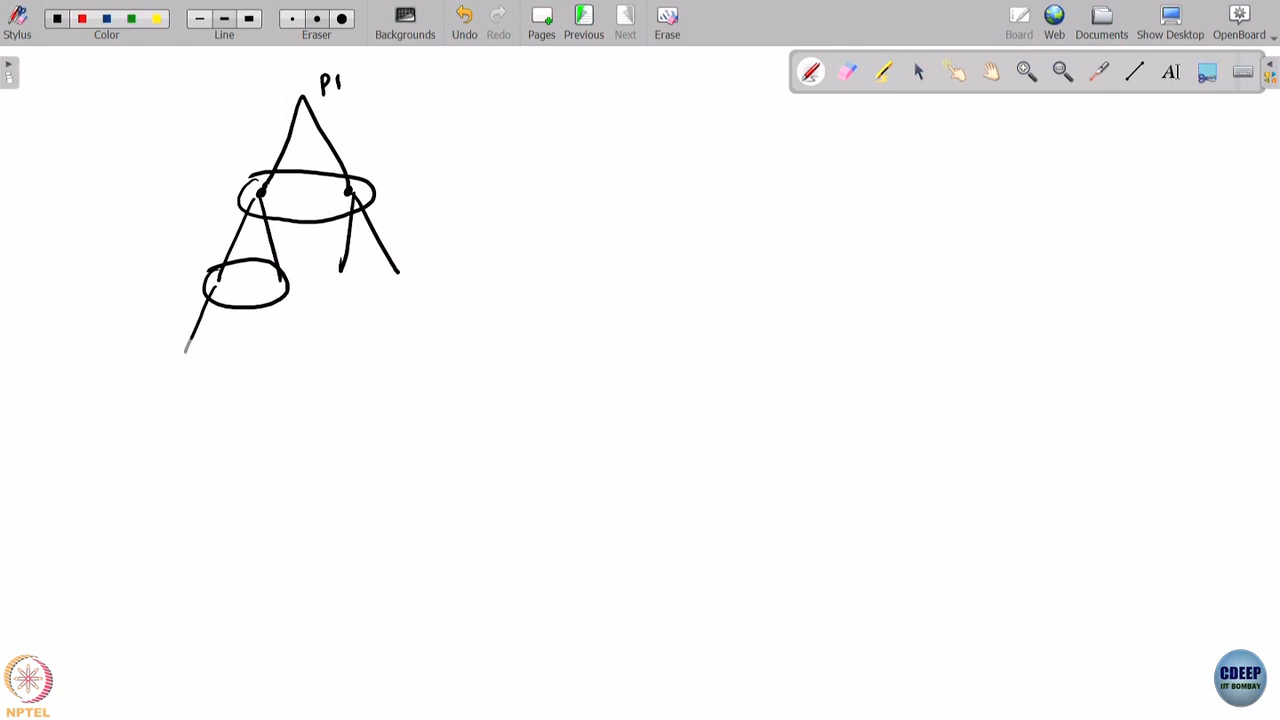 Stylus
Color
Line
Eraser
Backgrounds
Undo
Redo
Pages
Previous
Next
Erase
Board
Web
Documents
Show Desktop
OpenBoard
P1
NPTEL
CDEEP
IIT BOMBAY